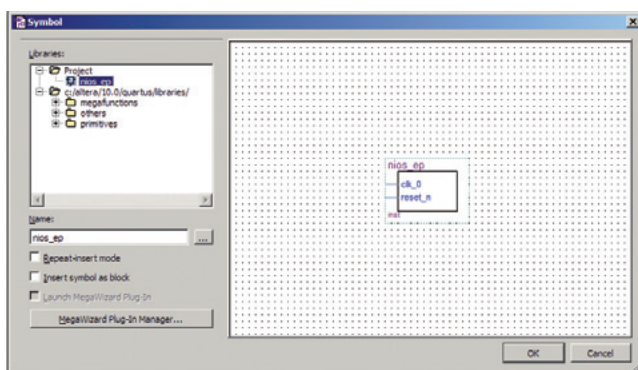 Symbol
Libraries:
Project
nios_ep
c:/altera/10.0/quartus/libraries/
megafunctions
others
primitives
Name:
nios_ep
...
Repeat-insert mode
Insert symbol as block
Launch MegaWizard Plug-In
MegaWizard Plug-In Manager...
nios_ep
clk_0
reset_n
inst
OK
Cancel